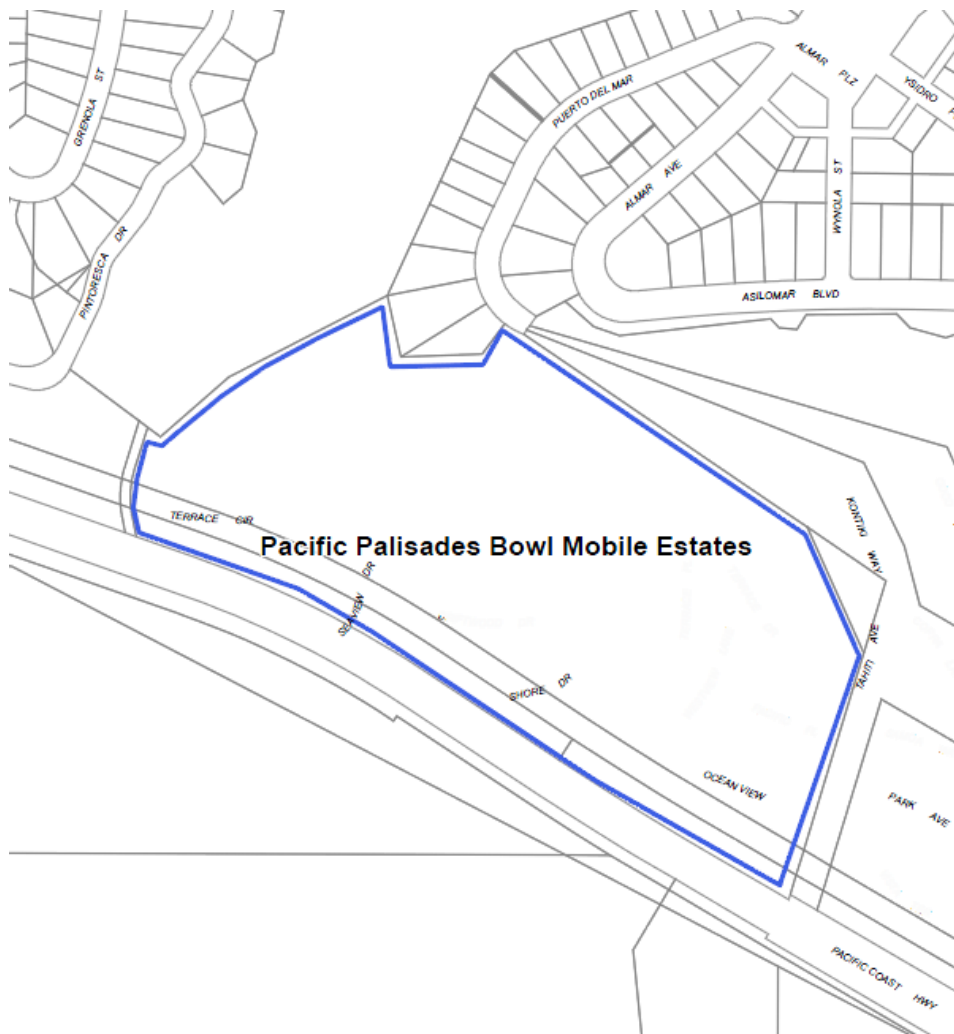 ALMAR PLZ
YSIDRO
GRENOLA ST
PUERTO DEL MAR
ALMAR AVE
WYNOLA ST
PINTORESCA DR
ASILOMAR BLVD
KONTIKI WAY
TERRACE CIR
Pacific Palisades Bowl Mobile Estates
SEAVIEW DR
TAHITI AVE
SHORE DR
OCEAN VIEW
PARK AVE
PACIFIC COAST HWY